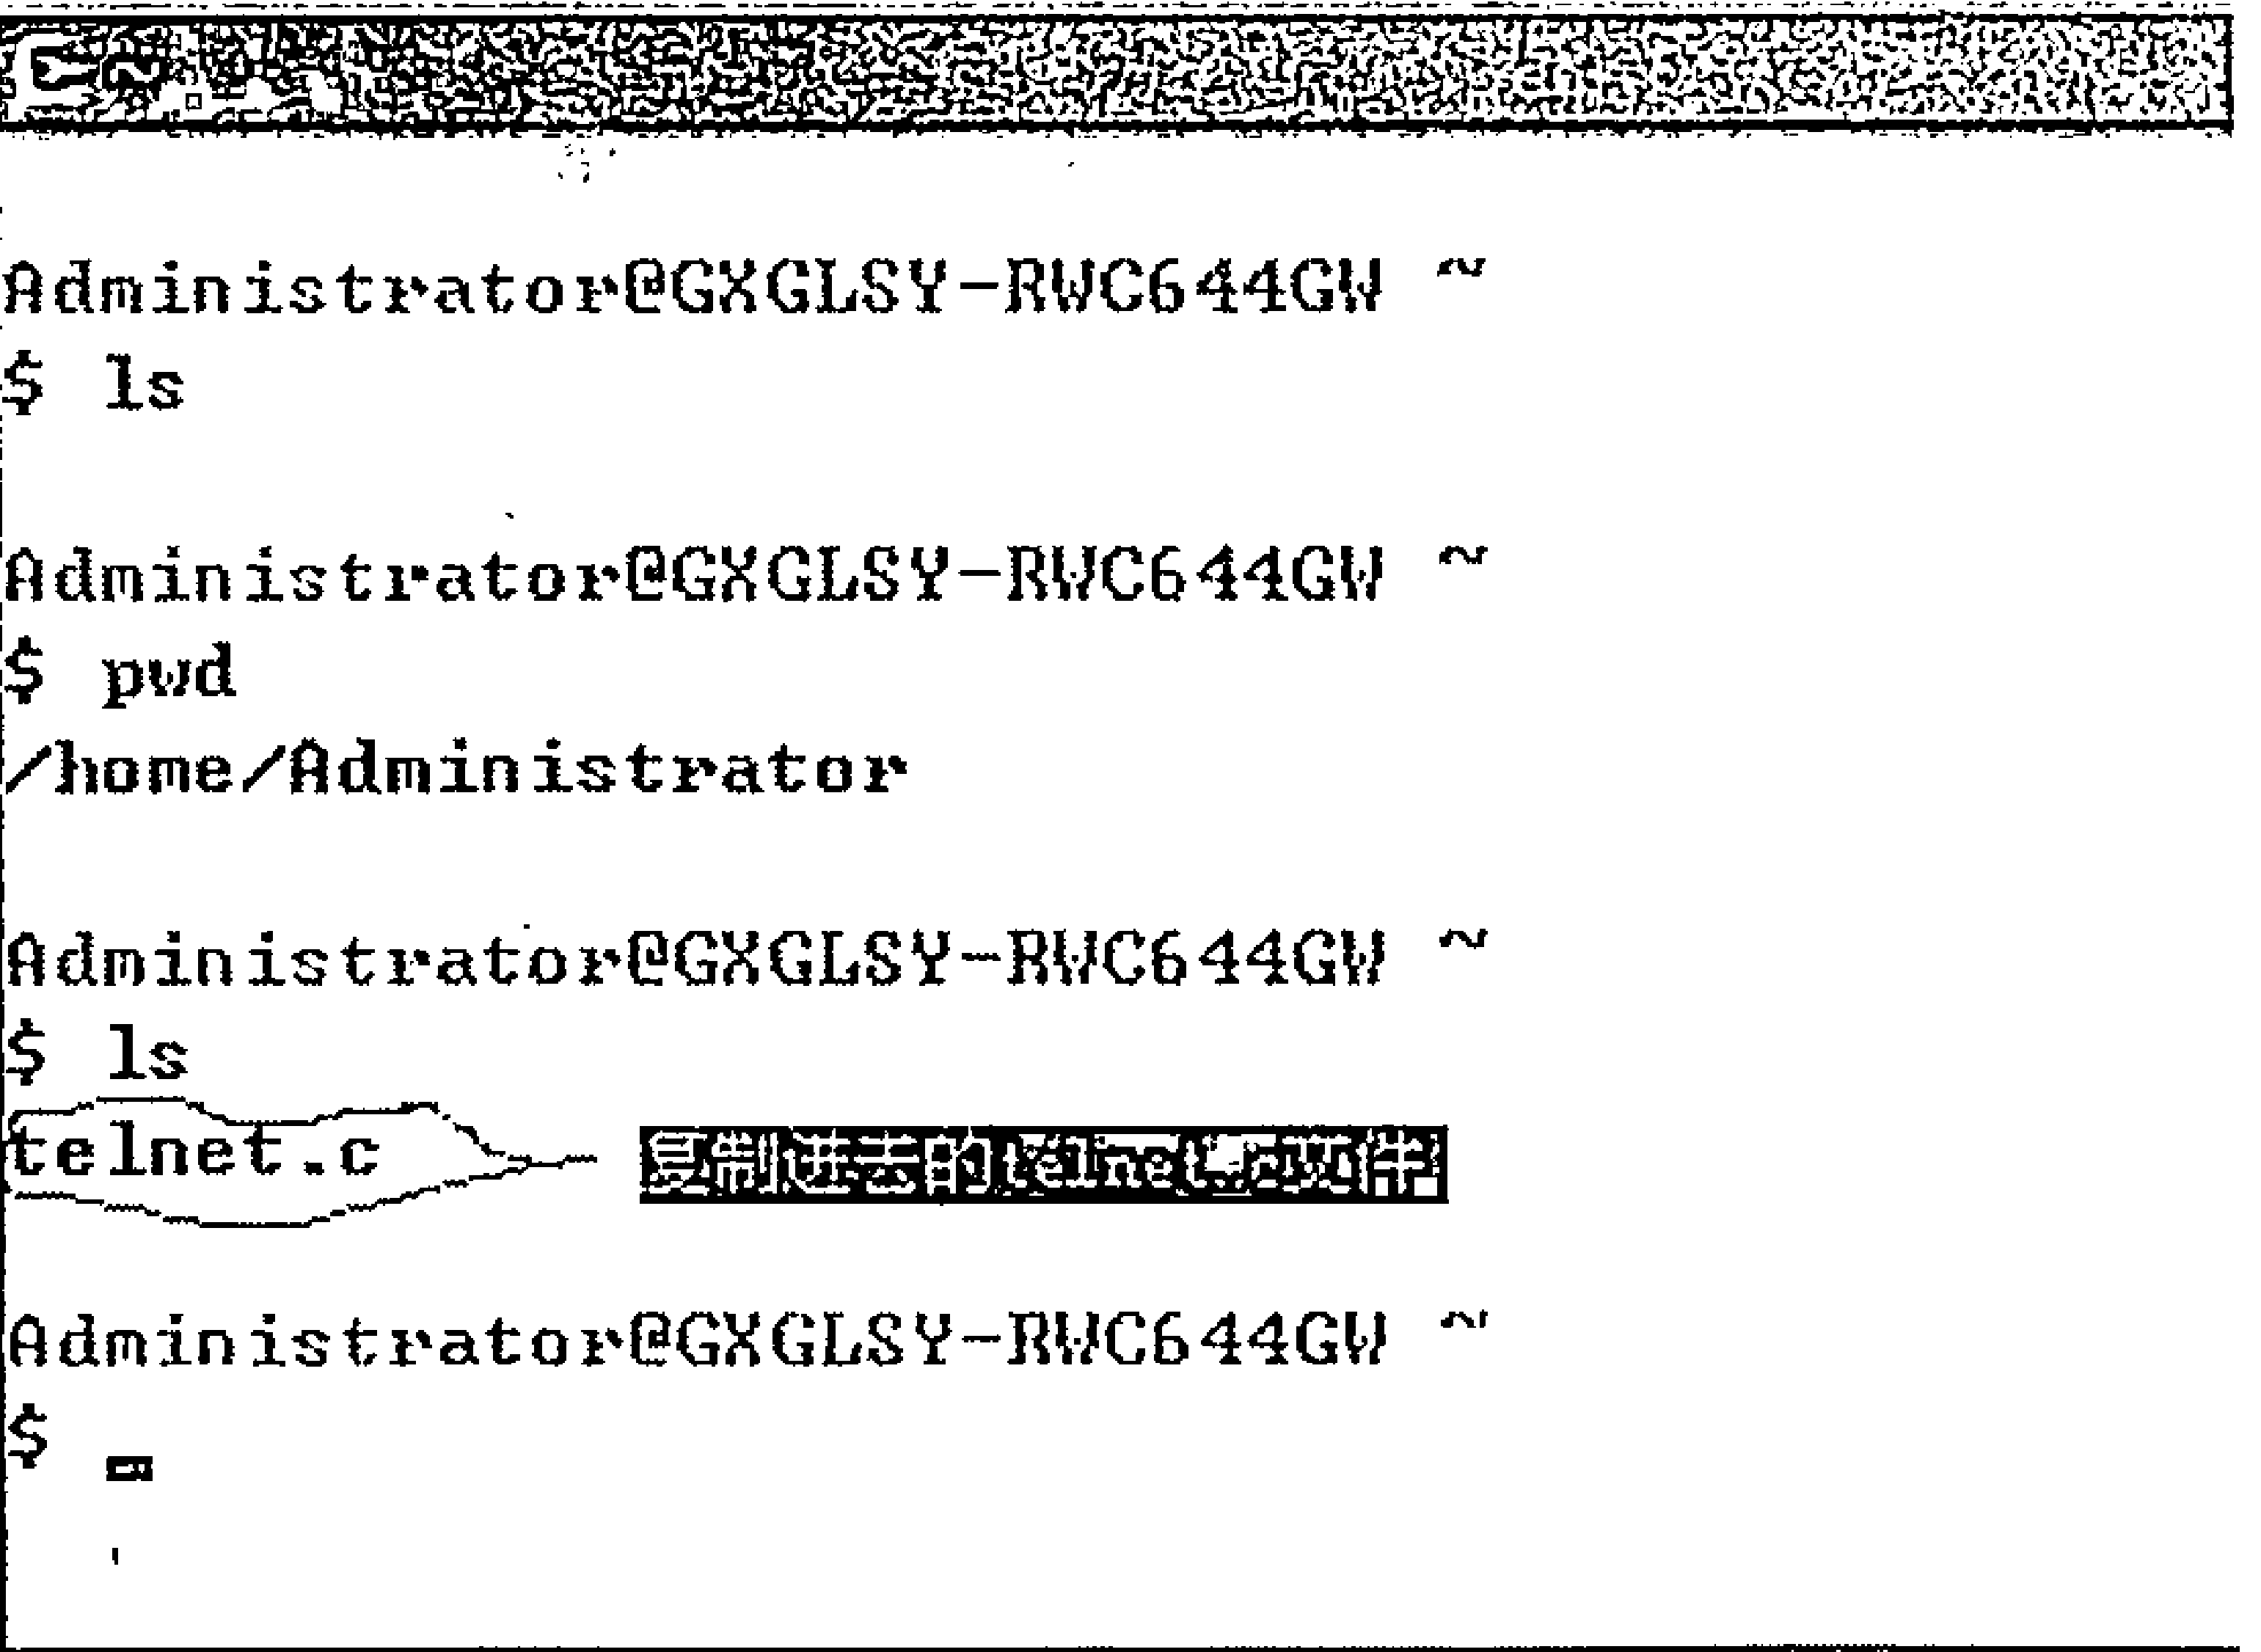 Administrator@GXGLSY-RWC644GW ~
$ ls
Administrator@GXGLSY-RWC644GW ~
$ pwd
/home/Administrator
Administrator@GXGLSY-RWC644GW ~
$ ls
telnet.c 复制进去的telnet.c文件
Administrator@GXGLSY-RWC644GW ~
$